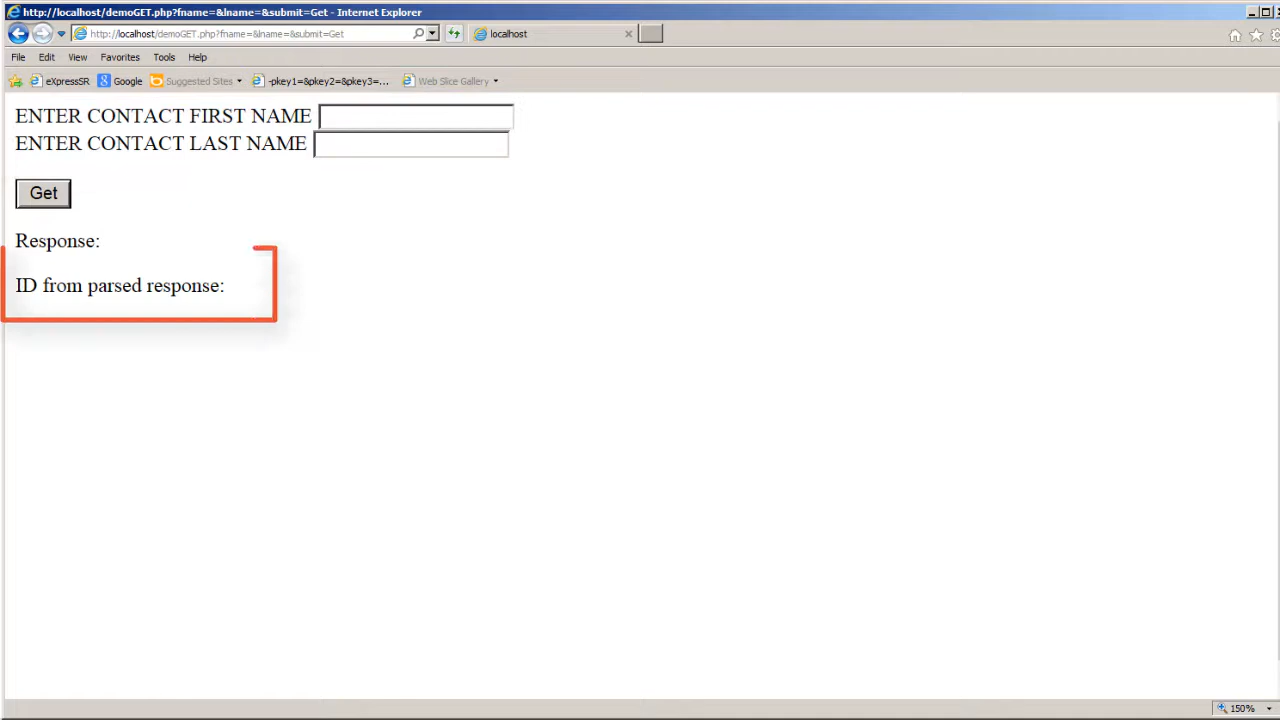 http://localhost/demoGET.php?fname=&lname=&submit=Get - Internet Explorer
http://localhost/demoGET.php?fname=&lname=&submit=Get
localhost
File Edit View Favorites Tools Help
eXpressSR Google Suggested Sites -pkey1=&pkey2=&pkey3=... Web Slice Gallery
ENTER CONTACT FIRST NAME
ENTER CONTACT LAST NAME
Get
Response:
ID from parsed response:
150%